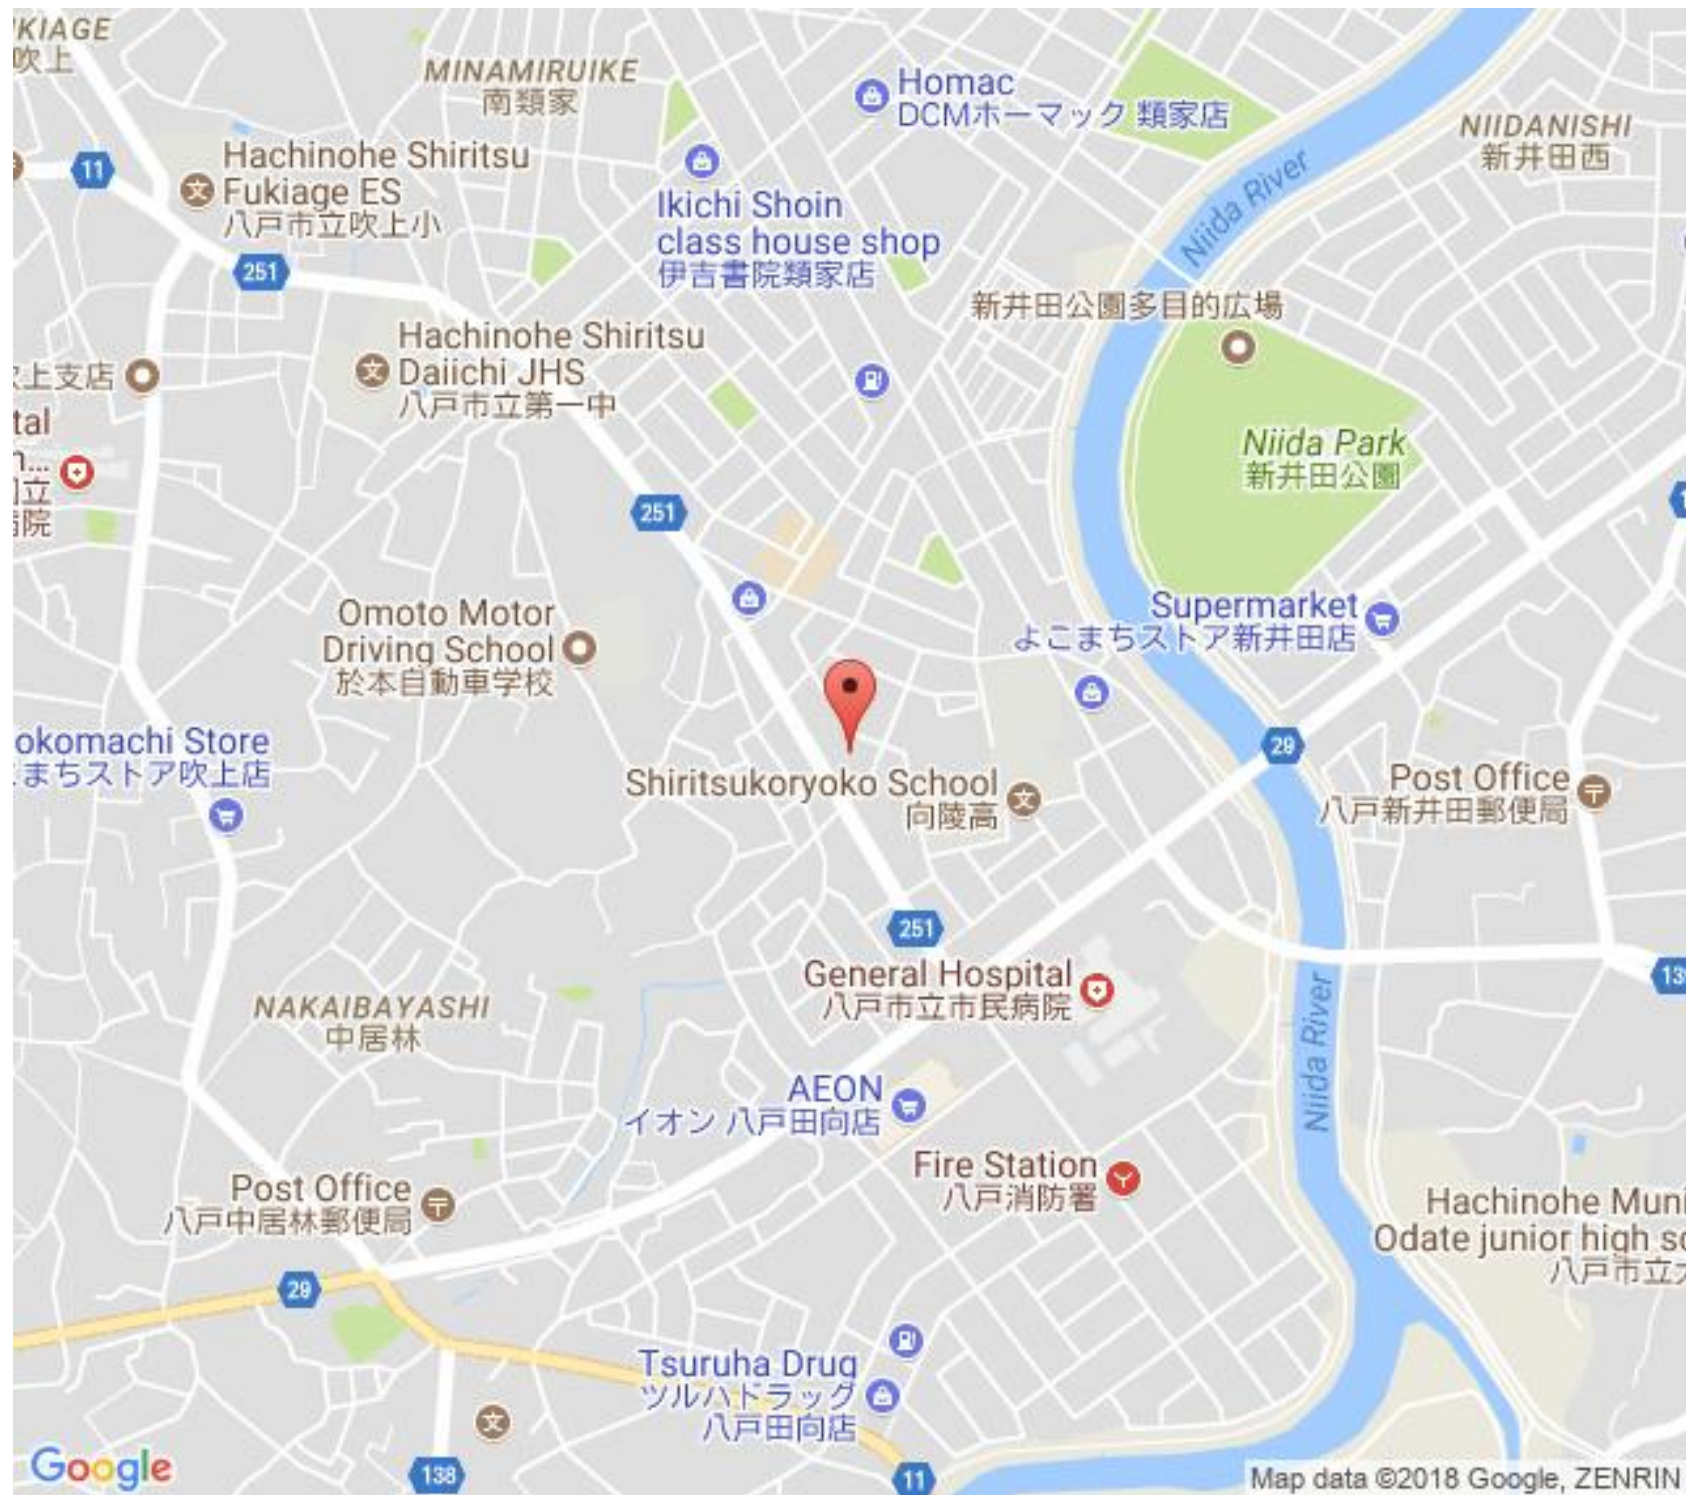 KIAGE
吹上
MINAMIRUIKE
南類家
Homac
DCMホーマック 類家店
NIIDANISHI
新井田西
11
Hachinohe Shiritsu
Fukiage ES
八戸市立吹上小
Ikichi Shoin
class house shop
伊吉書院類家店
Niida River
251
新井田公園多目的広場
Hachinohe Shiritsu
Daiichi JHS
八戸市立第一中
上支店
tal
立
院
Niida Park
新井田公園
251
Omoto Motor
Driving School
於本自動車学校
Supermarket
よこまちストア新井田店
okomachi Store
こまちストア吹上店
29
Shiritsukoryoko School
向陵高
Post Office
八戸新井田郵便局
251
General Hospital
八戸市立市民病院
13
NAKAIBAYASHI
中居林
Niida River
AEON
イオン 八戸田向店
Fire Station
八戸消防署
Post Office
八戸中居林郵便局
Hachinohe Muni
Odate junior high sc
八戸市立大
29
Tsuruha Drug
ツルハドラッグ
八戸田向店
138
11
Google
Map data ©2018 Google, ZENRIN